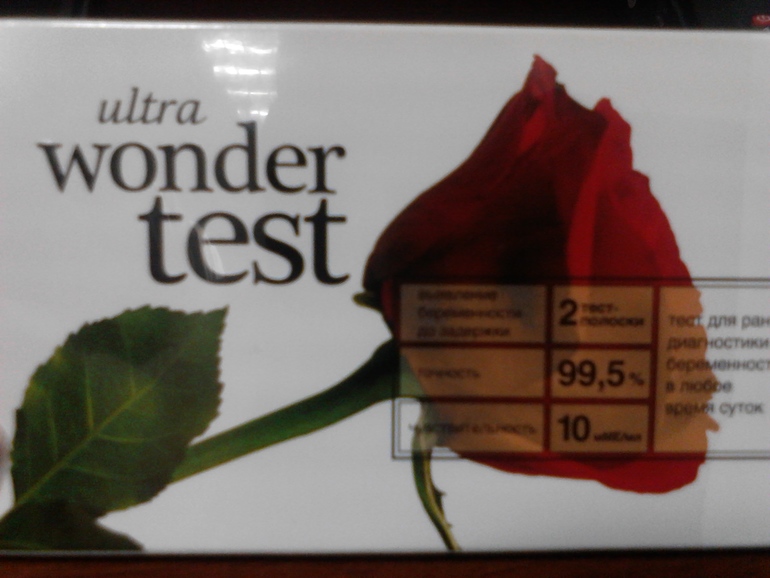 ultra
wonder
test
выявление
беременности
до задержки
2 тест-
полоски
точность
99,5 %
чувствительность
10 мМЕ/мл
тест для ран
диагностики
беременност
в любое
время суток